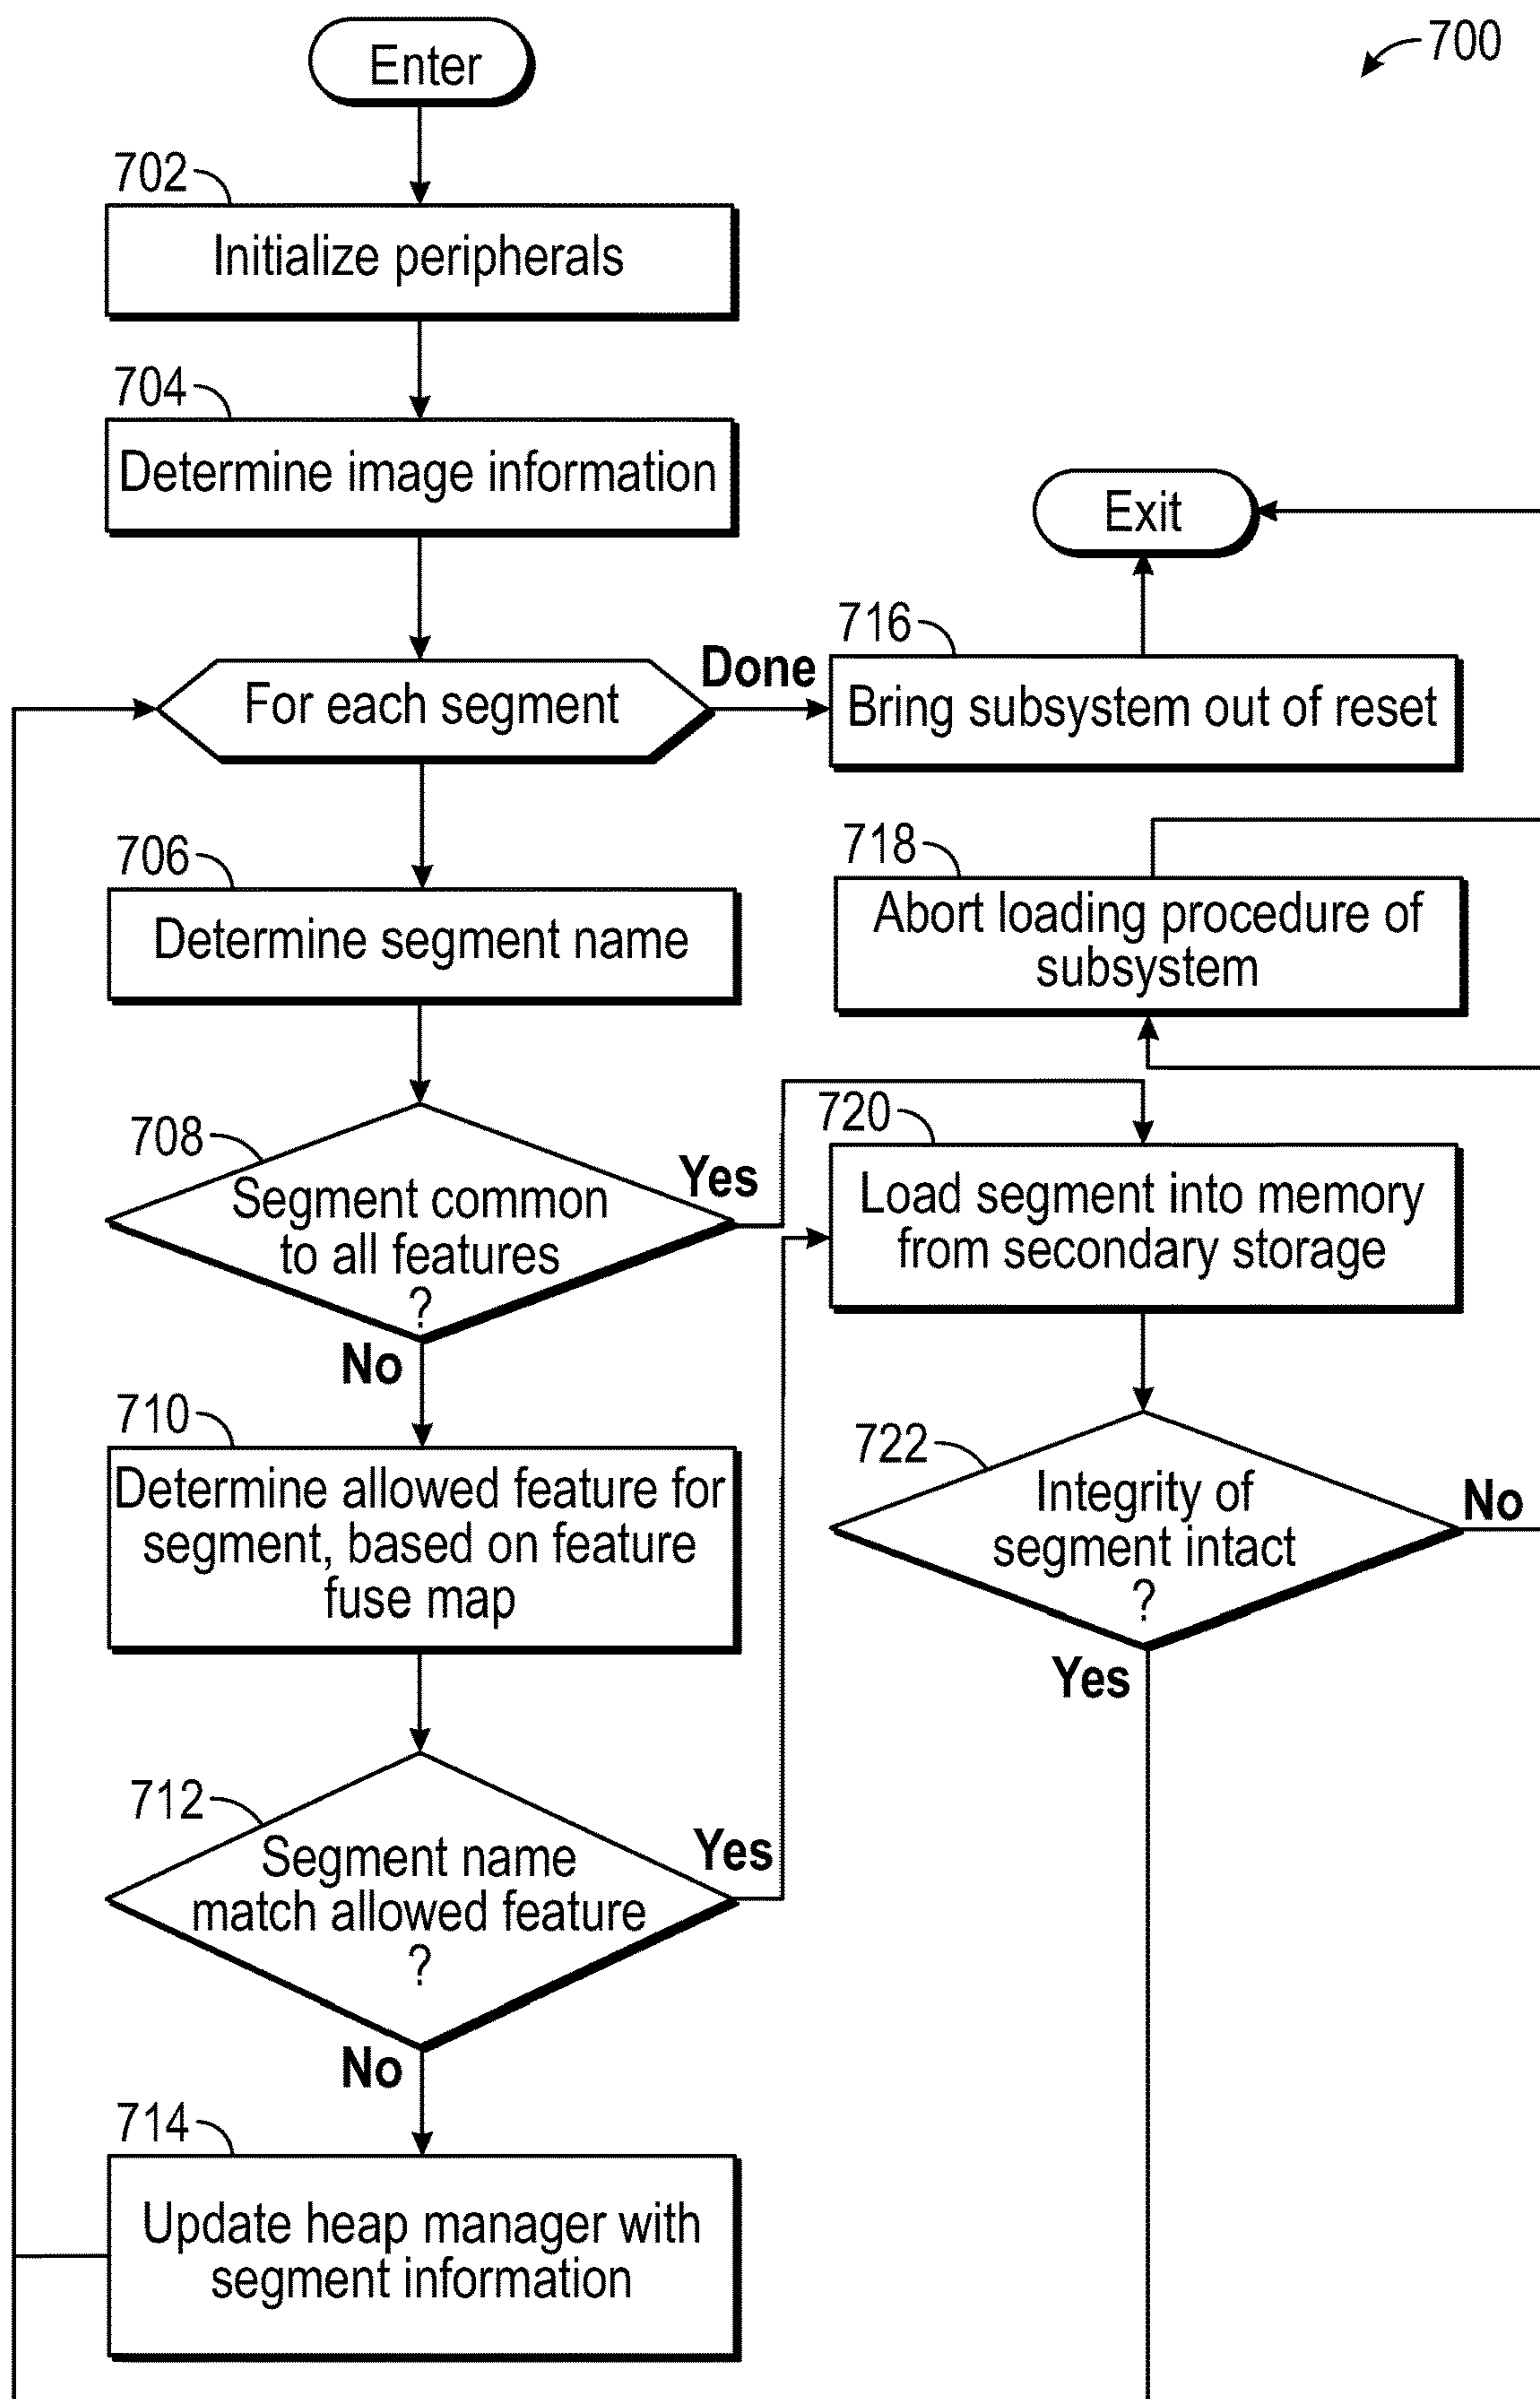 Enter
700
702
Initialize peripherals
704
Determine image information
Exit
For each segment
Done
716
Bring subsystem out of reset
706
Determine segment name
718
Abort loading procedure of
subsystem
708
Segment common
to all features
?
Yes
No
720
Load segment into memory
from secondary storage
710
Determine allowed feature for
segment, based on feature
fuse map
722
Integrity of
segment intact
?
No
Yes
712
Segment name
match allowed feature
?
Yes
No
714
Update heap manager with
segment information